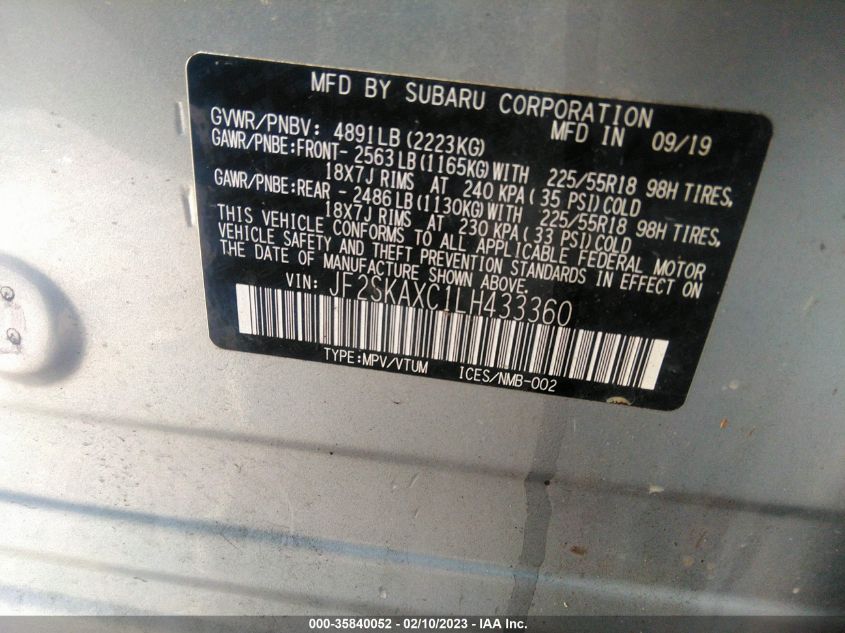 MFD BY SUBARU CORPORATION
GVWR/PNBV: 4891LB (2223KG) MFD IN 09/19
GAWR/PNBE:FRONT- 2563LB(1165KG)WITH 225/55R18 98H TIRES,
18X7J RIMS AT 240 KPA( 35 PSI)COLD
GAWR/PNBE:REAR - 2486LB(1130KG)WITH 225/55R18 98H TIRES,
18X7J RIMS AT 230 KPA( 33 PSI)COLD
THIS VEHICLE CONFORMS TO ALL APPLICABLE FEDERAL MOTOR
VEHICLE SAFETY AND THEFT PREVENTION STANDARDS IN EFFECT ON
THE DATE OF MANUFACTURE SHOWN ABOVE.
VIN: JF2SKAXC1LH433360
TYPE:MPV/VTUM ICES/NMB-002
000-35840052 — 02/10/2023 — IAA Inc.